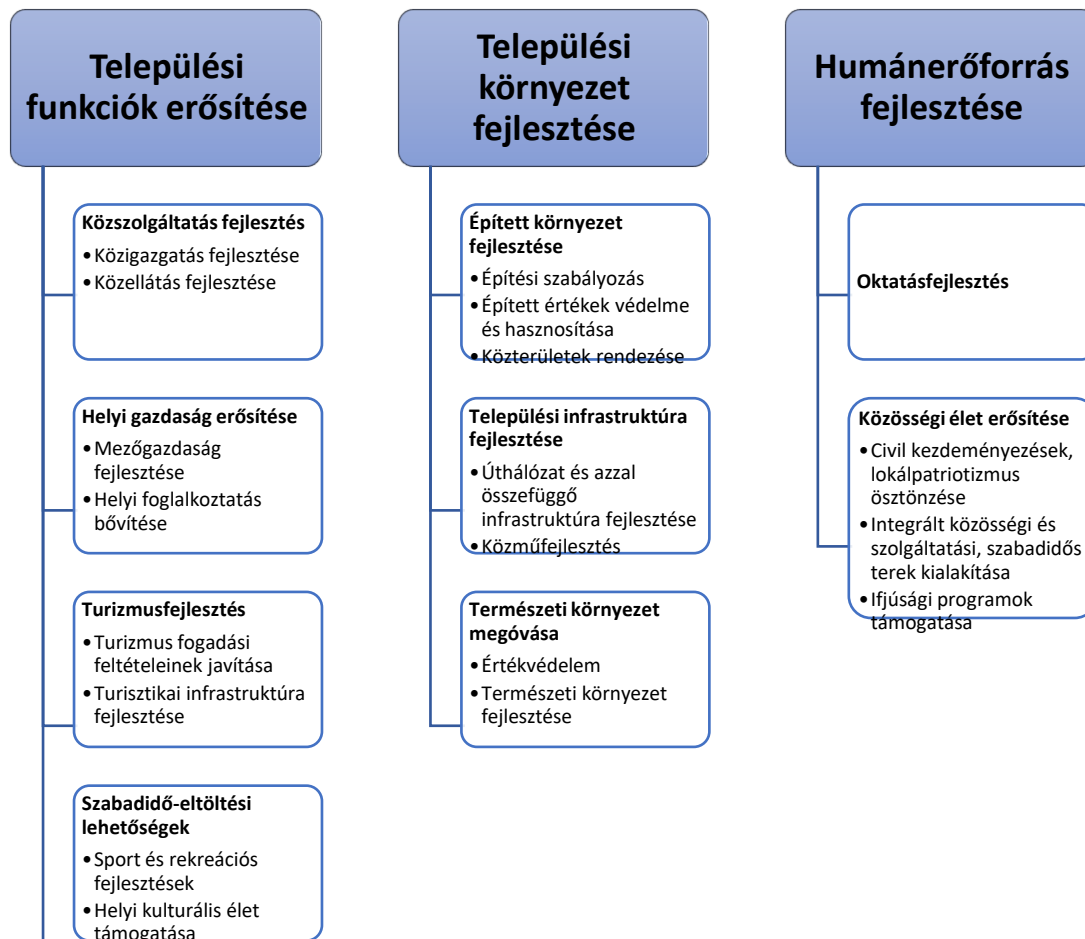 Települési
funkciók erősítése
Közszolgáltatás fejlesztés
•Közigazgatás fejlesztése
•Közellátás fejlesztése
Helyi gazdaság erősítése
•Mezőgazdaság
fejlesztése
•Helyi foglalkoztatás
bővítése
Turizmusfejlesztés
•Turizmus fogadási
feltételeinek javítása
•Turisztikai infrastruktúra
fejlesztése
Szabadidő-eltöltési
lehetőségek
•Sport és rekreációs
fejlesztések
•Helyi kulturális élet
támogatása
Települési
környezet
fejlesztése
Épített környezet
fejlesztése
•Építési szabályozás
•Épített értékek védelme
és hasznosítása
•Közterületek rendezése
Települési infrastruktúra
fejlesztése
•Úthálózat és azzal
összefüggő
infrastruktúra fejlesztése
•Közműfejlesztés
Természeti környezet
megóvása
•Értékvédelem
•Természeti környezet
fejlesztése
Humánerőforrás
fejlesztése
Oktatásfejlesztés
Közösségi élet erősítése
•Civil kezdeményezések,
lokálpatriotizmus
ösztönzése
•Integrált közösségi és
szolgáltatási, szabadidős
terek kialakítása
•Ifjúsági programok
támogatása